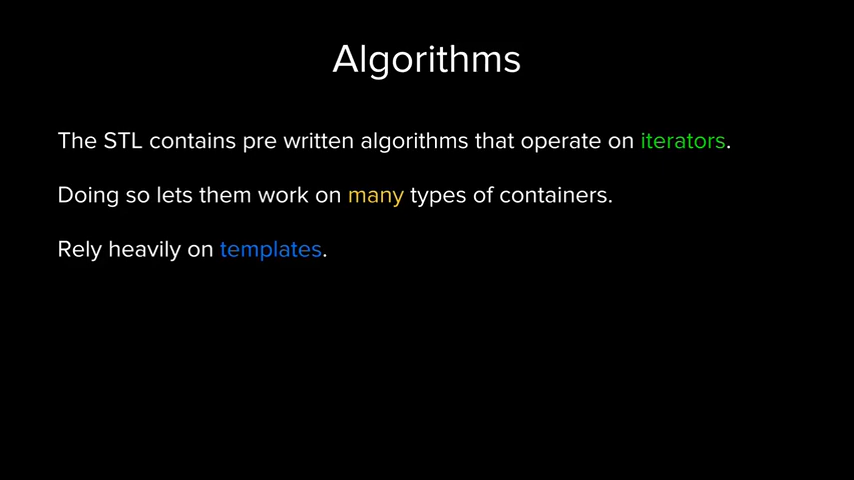 Algorithms
The STL contains pre written algorithms that operate on iterators.
Doing so lets them work on many types of containers.
Rely heavily on templates.